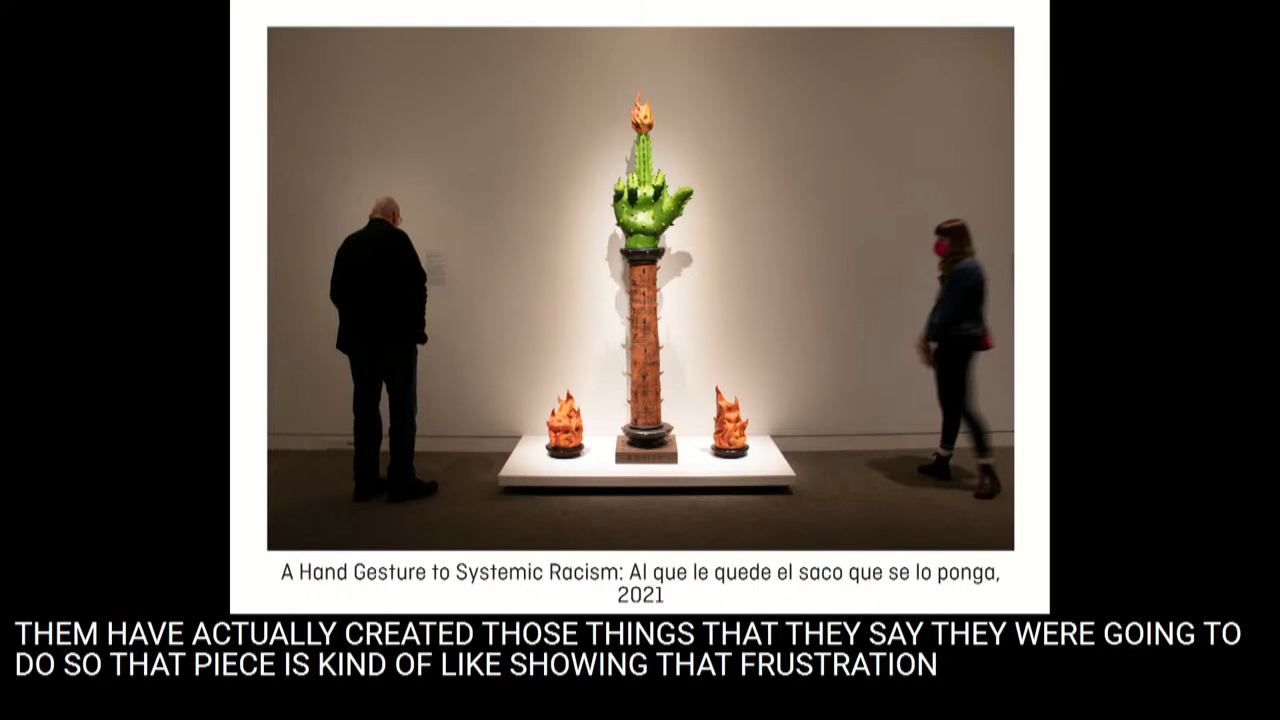 EQUITY
A Hand Gesture to Systemic Racism: Al que le quede el saco que se lo ponga,
2021
THEM HAVE ACTUALLY CREATED THOSE THINGS THAT THEY SAY THEY WERE GOING TO
DO SO THAT PIECE IS KIND OF LIKE SHOWING THAT FRUSTRATION